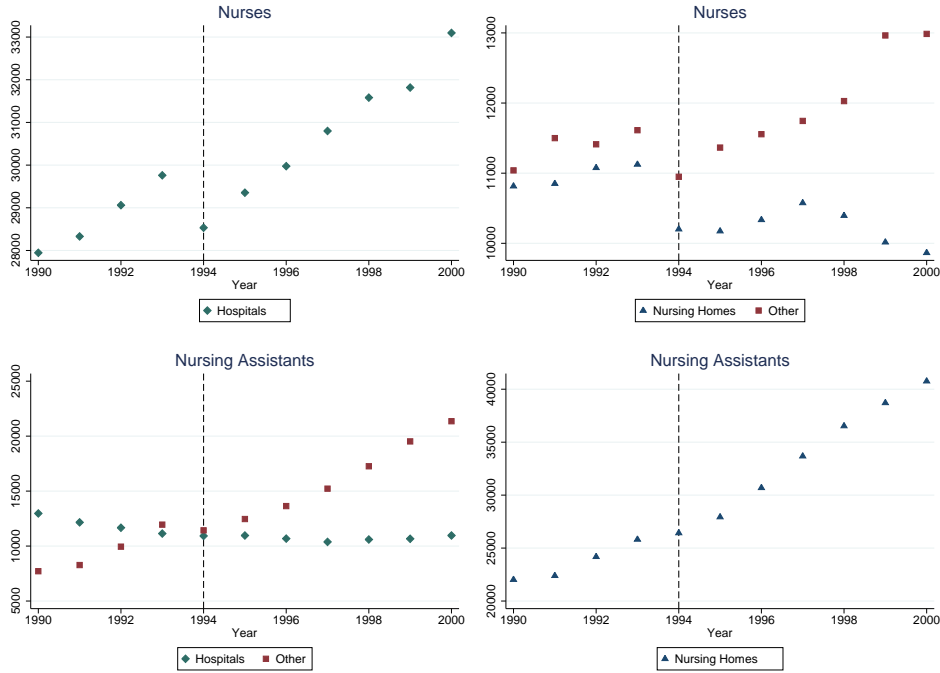 Nurses
33000
32000
31000
30000
29000
28000
1990 1992 1994 1996 1998 2000
Year
Hospitals
Nurses
13000
12000
11000
10000
1990 1992 1994 1996 1998 2000
Year
Nursing Homes Other
Nursing Assistants
25000
20000
15000
10000
5000
1990 1992 1994 1996 1998 2000
Year
Hospitals Other
Nursing Assistants
40000
35000
30000
25000
20000
1990 1992 1994 1996 1998 2000
Year
Nursing Homes